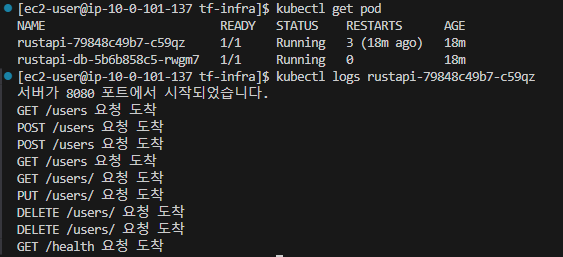 [ec2-user@ip-10-0-101-137 tf-infra]$ kubectl get pod
NAME READY STATUS RESTARTS AGE
rustapi-79848c49b7-c59qz 1/1 Running 3 (18m ago) 18m
rustapi-db-5b6b858c5-rwgm7 1/1 Running 0 18m
[ec2-user@ip-10-0-101-137 tf-infra]$ kubectl logs rustapi-79848c49b7-c59qz
서버가 8080 포트에서 시작되었습니다.
GET /users 요청 도착
POST /users 요청 도착
POST /users 요청 도착
GET /users 요청 도착
GET /users/ 요청 도착
PUT /users/ 요청 도착
DELETE /users/ 요청 도착
DELETE /users/ 요청 도착
GET /health 요청 도착